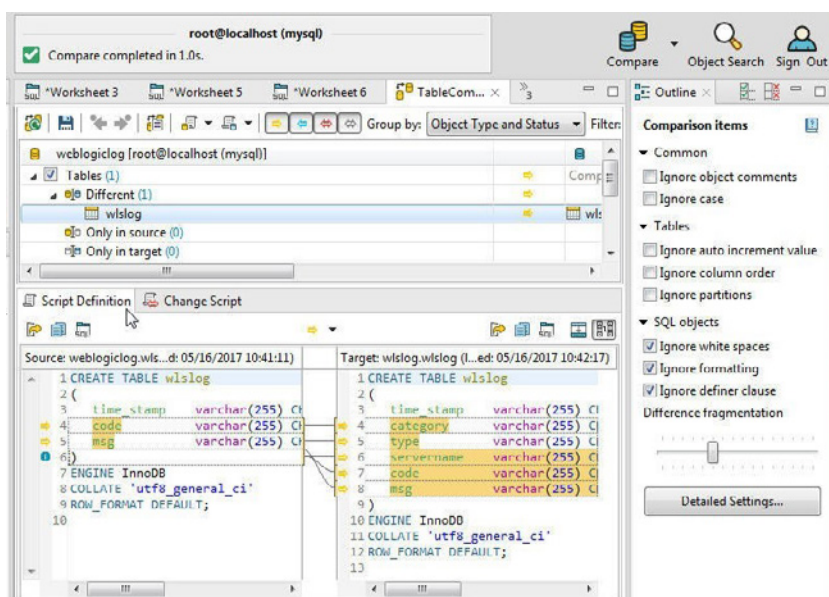 root@localhost (mysql)
Compare completed in 1.0s.
Compare
Object Search
Sign Out
*Worksheet 3
*Worksheet 5
*Worksheet 6
TableCom...
3
Group by: Object Type and Status
Filter:
weblogiclog [root@localhost (mysql)]
Tables (1)
Comp
Different (1)
wlslog
wls
Only in source (0)
Only in target (0)
Script Definition
Change Script
Source: weblogiclog.wls...d: 05/16/2017 10:41:11)
1 CREATE TABLE wlslog
2 (
3 time_stamp varchar(255) CH
4 code varchar(255) CH
5 msg varchar(255) CH
6 )
7 ENGINE InnoDB
8 COLLATE 'utf8_general_ci'
9 ROW_FORMAT DEFAULT;
10
Target: wlslog.wlslog (l...ed: 05/16/2017 10:42:17)
1 CREATE TABLE wlslog
2 (
3 time_stamp varchar(255) C
4 category varchar(255) C
5 type varchar(255) C
6 servername varchar(255) C
7 code varchar(255) C
8 msg varchar(255) C
9 )
10 ENGINE InnoDB
11 COLLATE 'utf8_general_ci'
12 ROW_FORMAT DEFAULT;
13
Outline
Comparison items
Common
Ignore object comments
Ignore case
Tables
Ignore auto increment value
Ignore column order
Ignore partitions
SQL objects
Ignore white spaces
Ignore formatting
Ignore definer clause
Difference fragmentation
Detailed Settings...